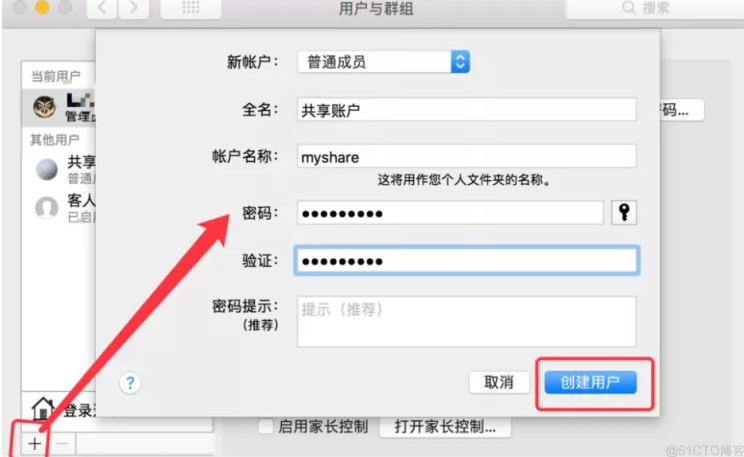 用户与群组
搜索
当前用户
管理员
其他用户
共享
普通
客人
已启用
新帐户：
普通成员
全名：
共享账户
密码...
帐户名称：
myshare
这将用作您个人文件夹的名称。
密码：
验证：
密码提示：
(推荐)
提示（推荐）
?
取消
创建用户
登录
+
−
启用家长控制
打开家长控制...
@51CTO博客